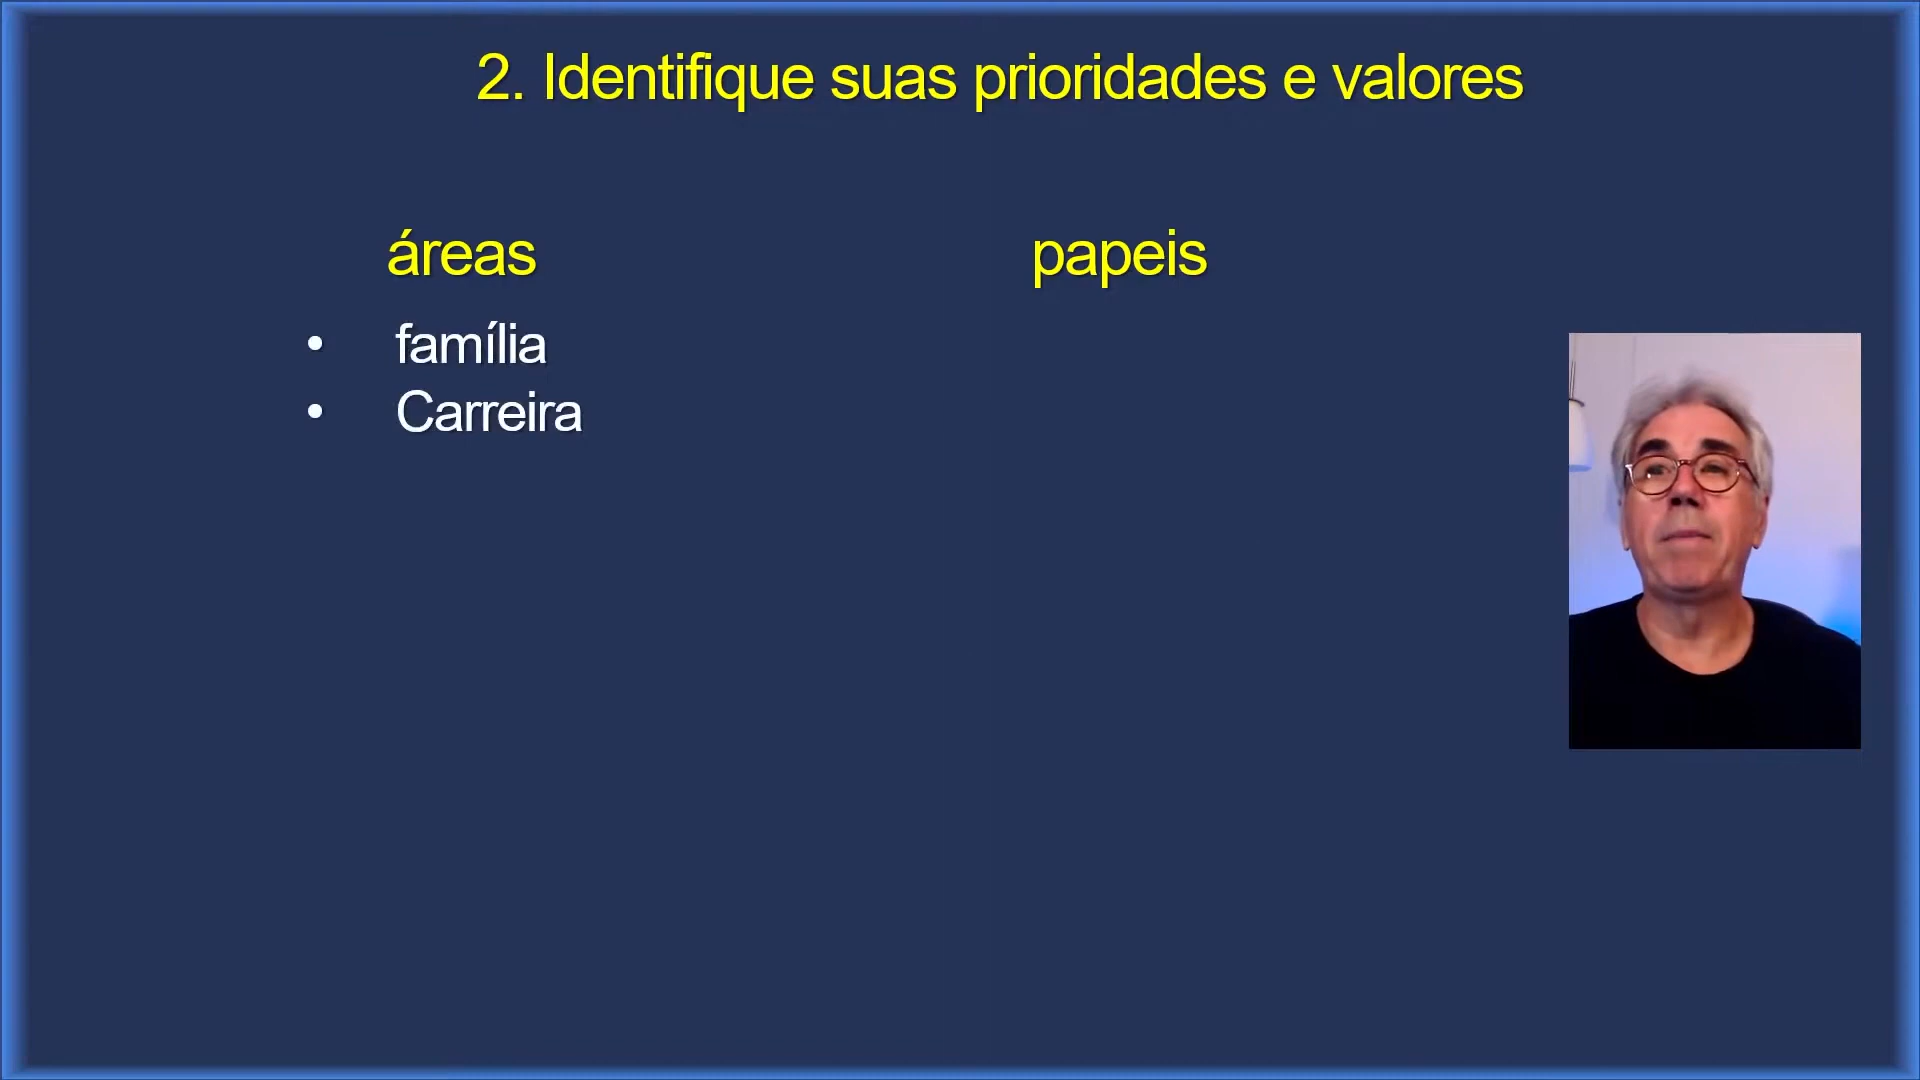 2. Identifique suas prioridades e valores
áreas
papeis
• família
• Carreira